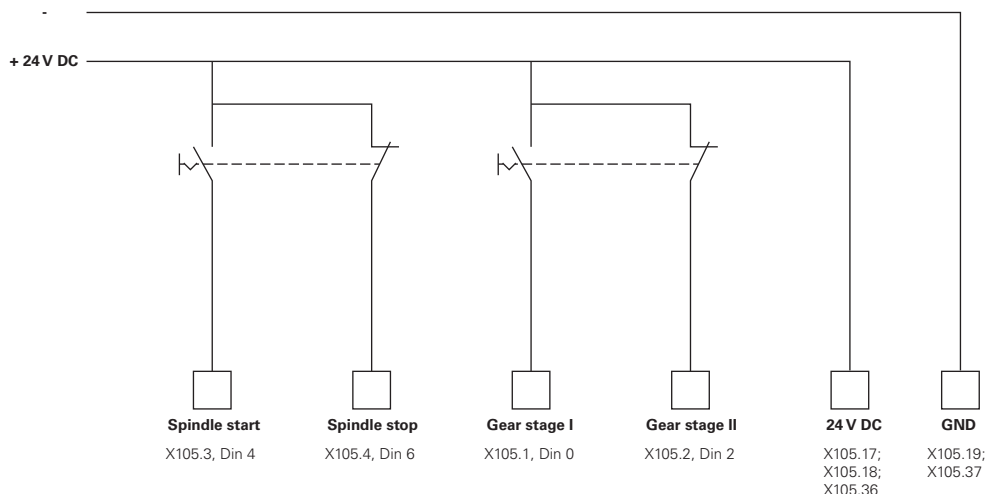 -
+ 24 V DC
Spindle start
Spindle stop
Gear stage I
Gear stage II
24 V DC
GND
X105.3, Din 4
X105.4, Din 6
X105.1, Din 0
X105.2, Din 2
X105.17;
X105.18;
X105.36
X105.19;
X105.37